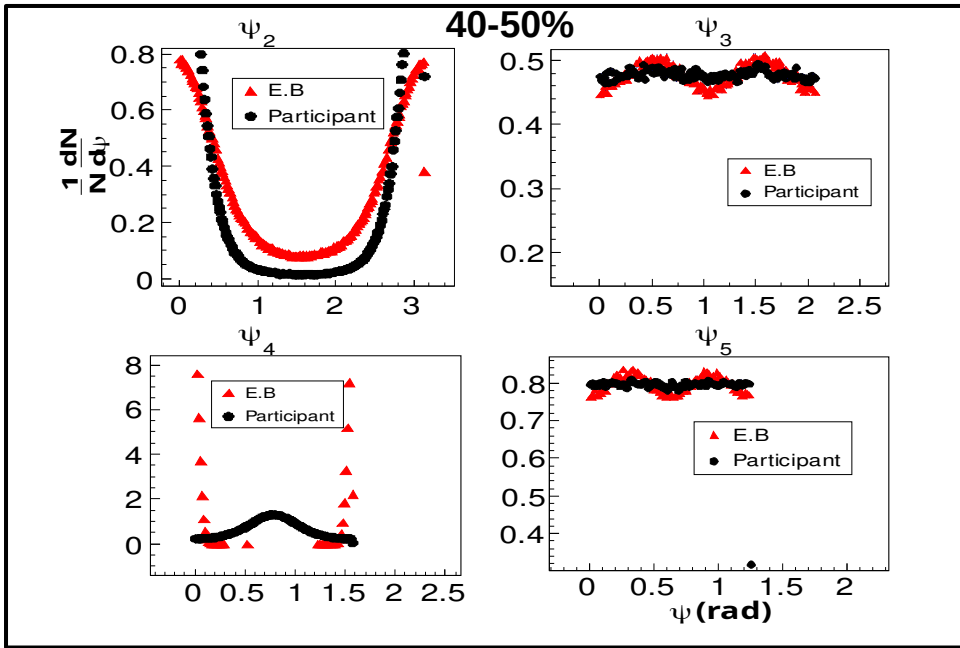 40-50%
ψ2
0.8
0.6
0.4
0.2
0
0 1 2 3
1 dN
N dψ
E.B
Participant
ψ3
0.5
0.4
0.3
0.2
0 0.5 1 1.5 2 2.5
E.B
Participant
ψ4
8
6
4
2
0
0 0.5 1 1.5 2 2.5
E.B
Participant
ψ5
0.8
0.7
0.6
0.5
0.4
0 0.5 1 1.5 2
E.B
Participant
ψ (rad)